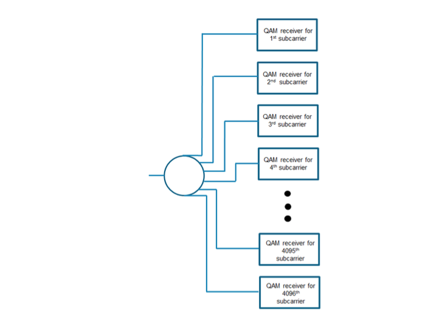 QAM receiver for
1st subcarrier
QAM receiver for
2nd subcarrier
QAM receiver for
3rd subcarrier
QAM receiver for
4th subcarrier
QAM receiver for
4095th
subcarrier
QAM receiver for
4096th
subcarrier